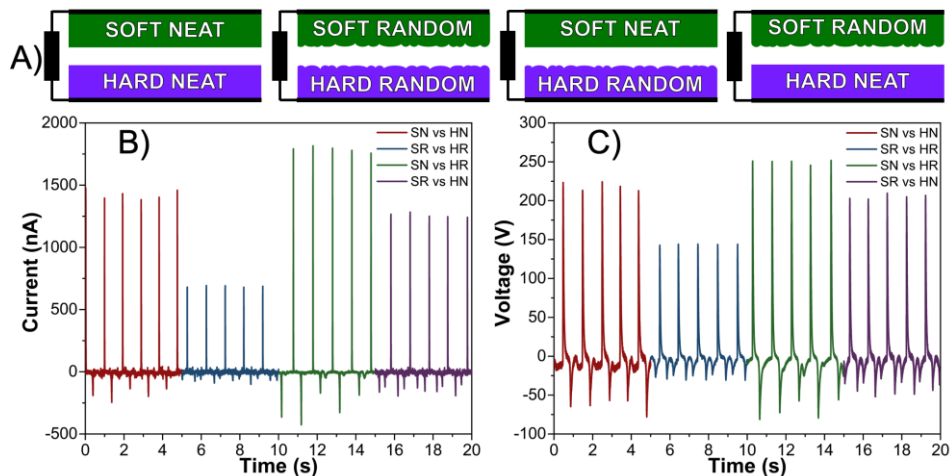 A)
SOFT NEAT
HARD NEAT
SOFT RANDOM
HARD RANDOM
SOFT NEAT
HARD RANDOM
SOFT RANDOM
HARD NEAT
B)
2000
1500
1000
500
0
-500
Current (nA)
SN vs HN
SR vs HR
SN vs HR
SR vs HN
0 2 4 6 8 10 12 14 16 18 20
Time (s)
C)
300
250
200
150
100
50
0
-50
-100
Voltage (V)
SN vs HN
SR vs HR
SN vs HR
SR vs HN
0 2 4 6 8 10 12 14 16 18 20
Time (s)